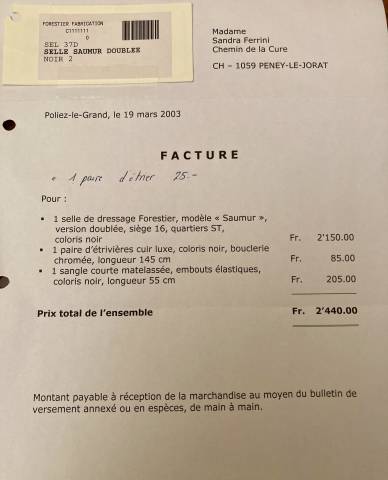 FORESTIER FABRICATION
C1111111
0
SEL 37D
SELLE SAUMUR DOUBLEE
NOIR 2
Madame
Sandra Ferrini
Chemin de la Cure
CH – 1059 PENEY-LE-JORAT
Poliez-le-Grand, le 19 mars 2003
FACTURE
1 paire d'étrier 25.-
Pour :
• 1 selle de dressage Forestier, modèle « Saumur »,
version doublée, siège 16, quartiers ST,
coloris noir Fr. 2'150.00
• 1 paire d'étrivières cuir luxe, coloris noir, bouclerie
chromée, longueur 145 cm Fr. 85.00
• 1 sangle courte matelassée, embouts élastiques,
coloris noir, longueur 55 cm Fr. 205.00
Prix total de l'ensemble Fr. 2'440.00
Montant payable à réception de la marchandise au moyen du bulletin de
versement annexé ou en espèces, de main à main.